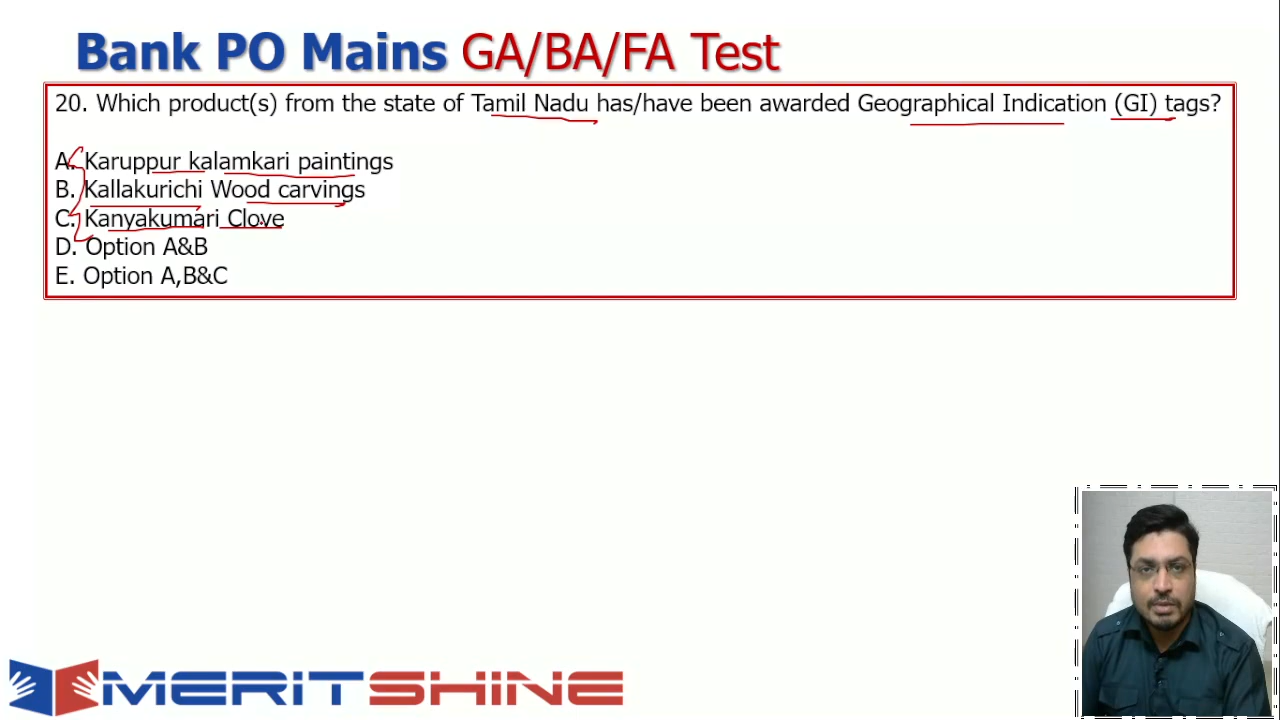 Bank PO Mains GA/BA/FA Test
20. Which product(s) from the state of Tamil Nadu has/have been awarded Geographical Indication (GI) tags?
A. Karuppur kalamkari paintings
B. Kallakurichi Wood carvings
C. Kanyakumari Clove
D. Option A&B
E. Option A,B&C
MERITSHINE